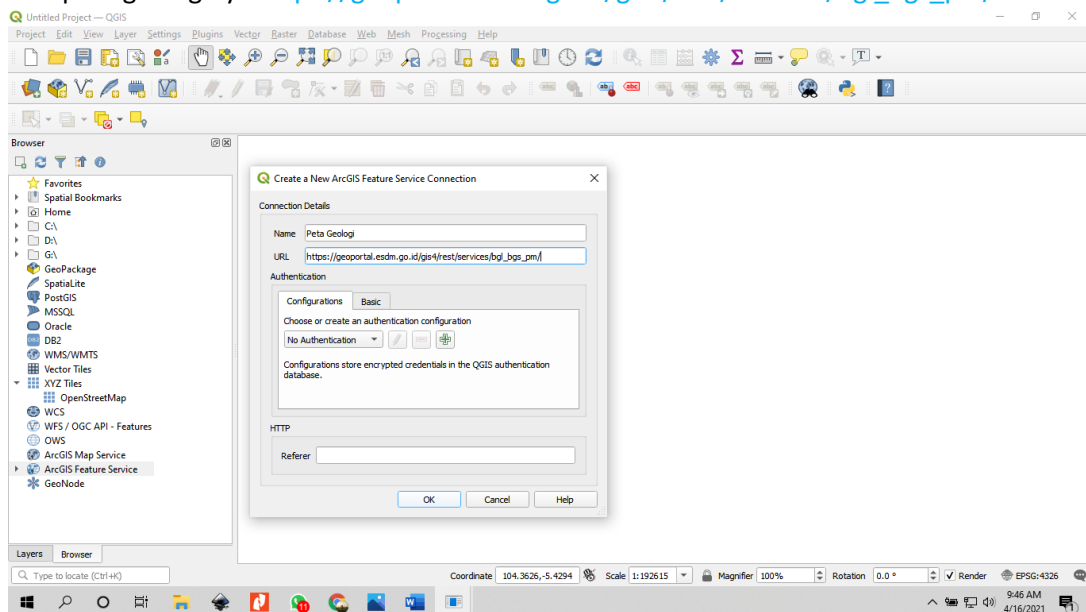 Untitled Project — QGIS
Project Edit View Layer Settings Plugins Vector Raster Database Web Mesh Processing Help
Browser
Favorites
Spatial Bookmarks
Home
C:\
D:\
G:\
GeoPackage
SpatiaLite
PostGIS
MSSQL
Oracle
DB2
WMS/WMTS
Vector Tiles
XYZ Tiles
OpenStreetMap
WCS
WFS / OGC API - Features
OWS
ArcGIS Map Service
ArcGIS Feature Service
GeoNode
Create a New ArcGIS Feature Service Connection
Connection Details
Name Peta Geologi
URL https://geoportal.esdm.go.id/gis4/rest/services/bgl_bgs_pm/
Authentication
Configurations Basic
Choose or create an authentication configuration
No Authentication
Configurations store encrypted credentials in the QGIS authentication
database.
HTTP
Referer
OK Cancel Help
Layers Browser
Type to locate (Ctrl+K)
Coordinate 104.3626,-5.4294 Scale 1:192615 Magnifier 100% Rotation 0.0 ° Render EPSG:4326
9:46 AM
4/16/2021